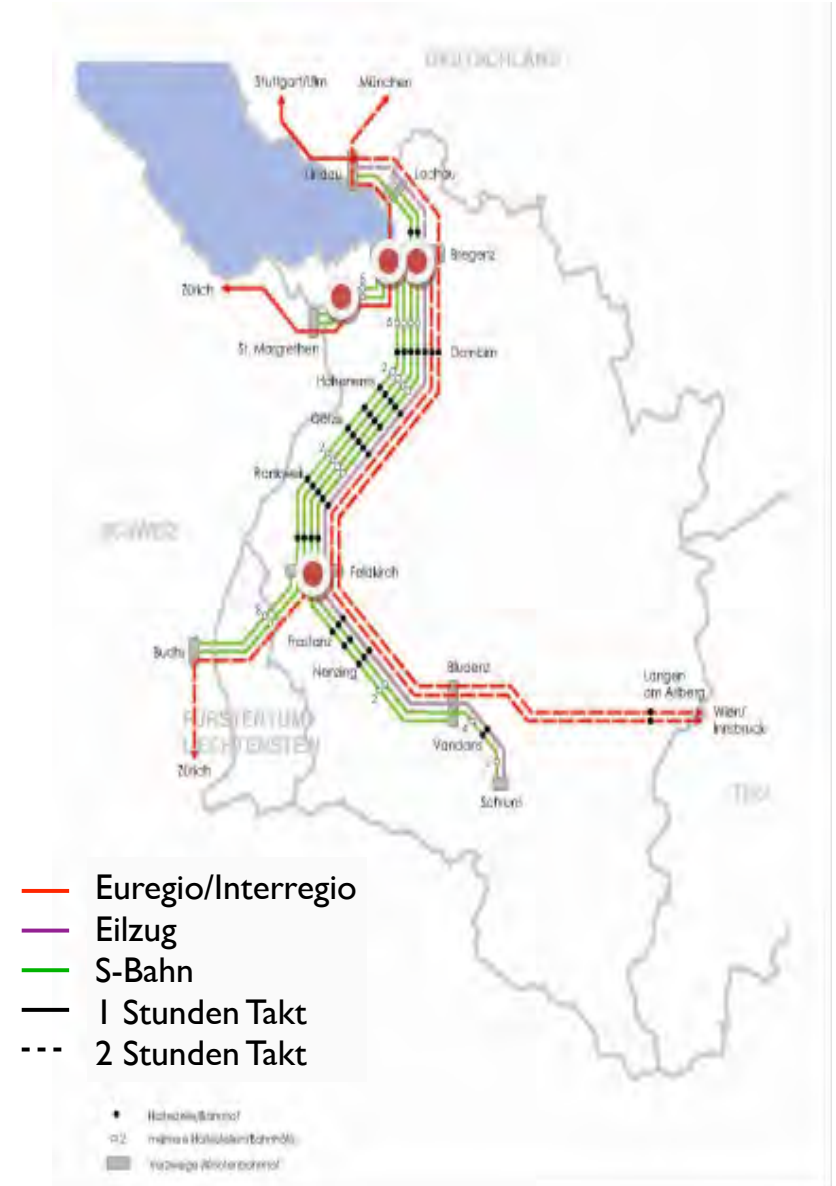 DEUTSCHLAND
Stuttgart/Ulm
München
Lindau
Lochau
Bregenz
Zürich
St. Margrethen
Dornbirn
Hohenems
Götzis
Rankweil
SCHWEIZ
Feldkirch
Buchs
Frastanz
Nenzing
Bludenz
Langen
am Arlberg
Wien/
Innsbruck
FÜRSTENTUM
LIECHTENSTEIN
Vandans
Zürich
Schruns
Euregio/Interregio
Eilzug
S-Bahn
1 Stunden Takt
2 Stunden Takt
Haltestelle/Bahnhof